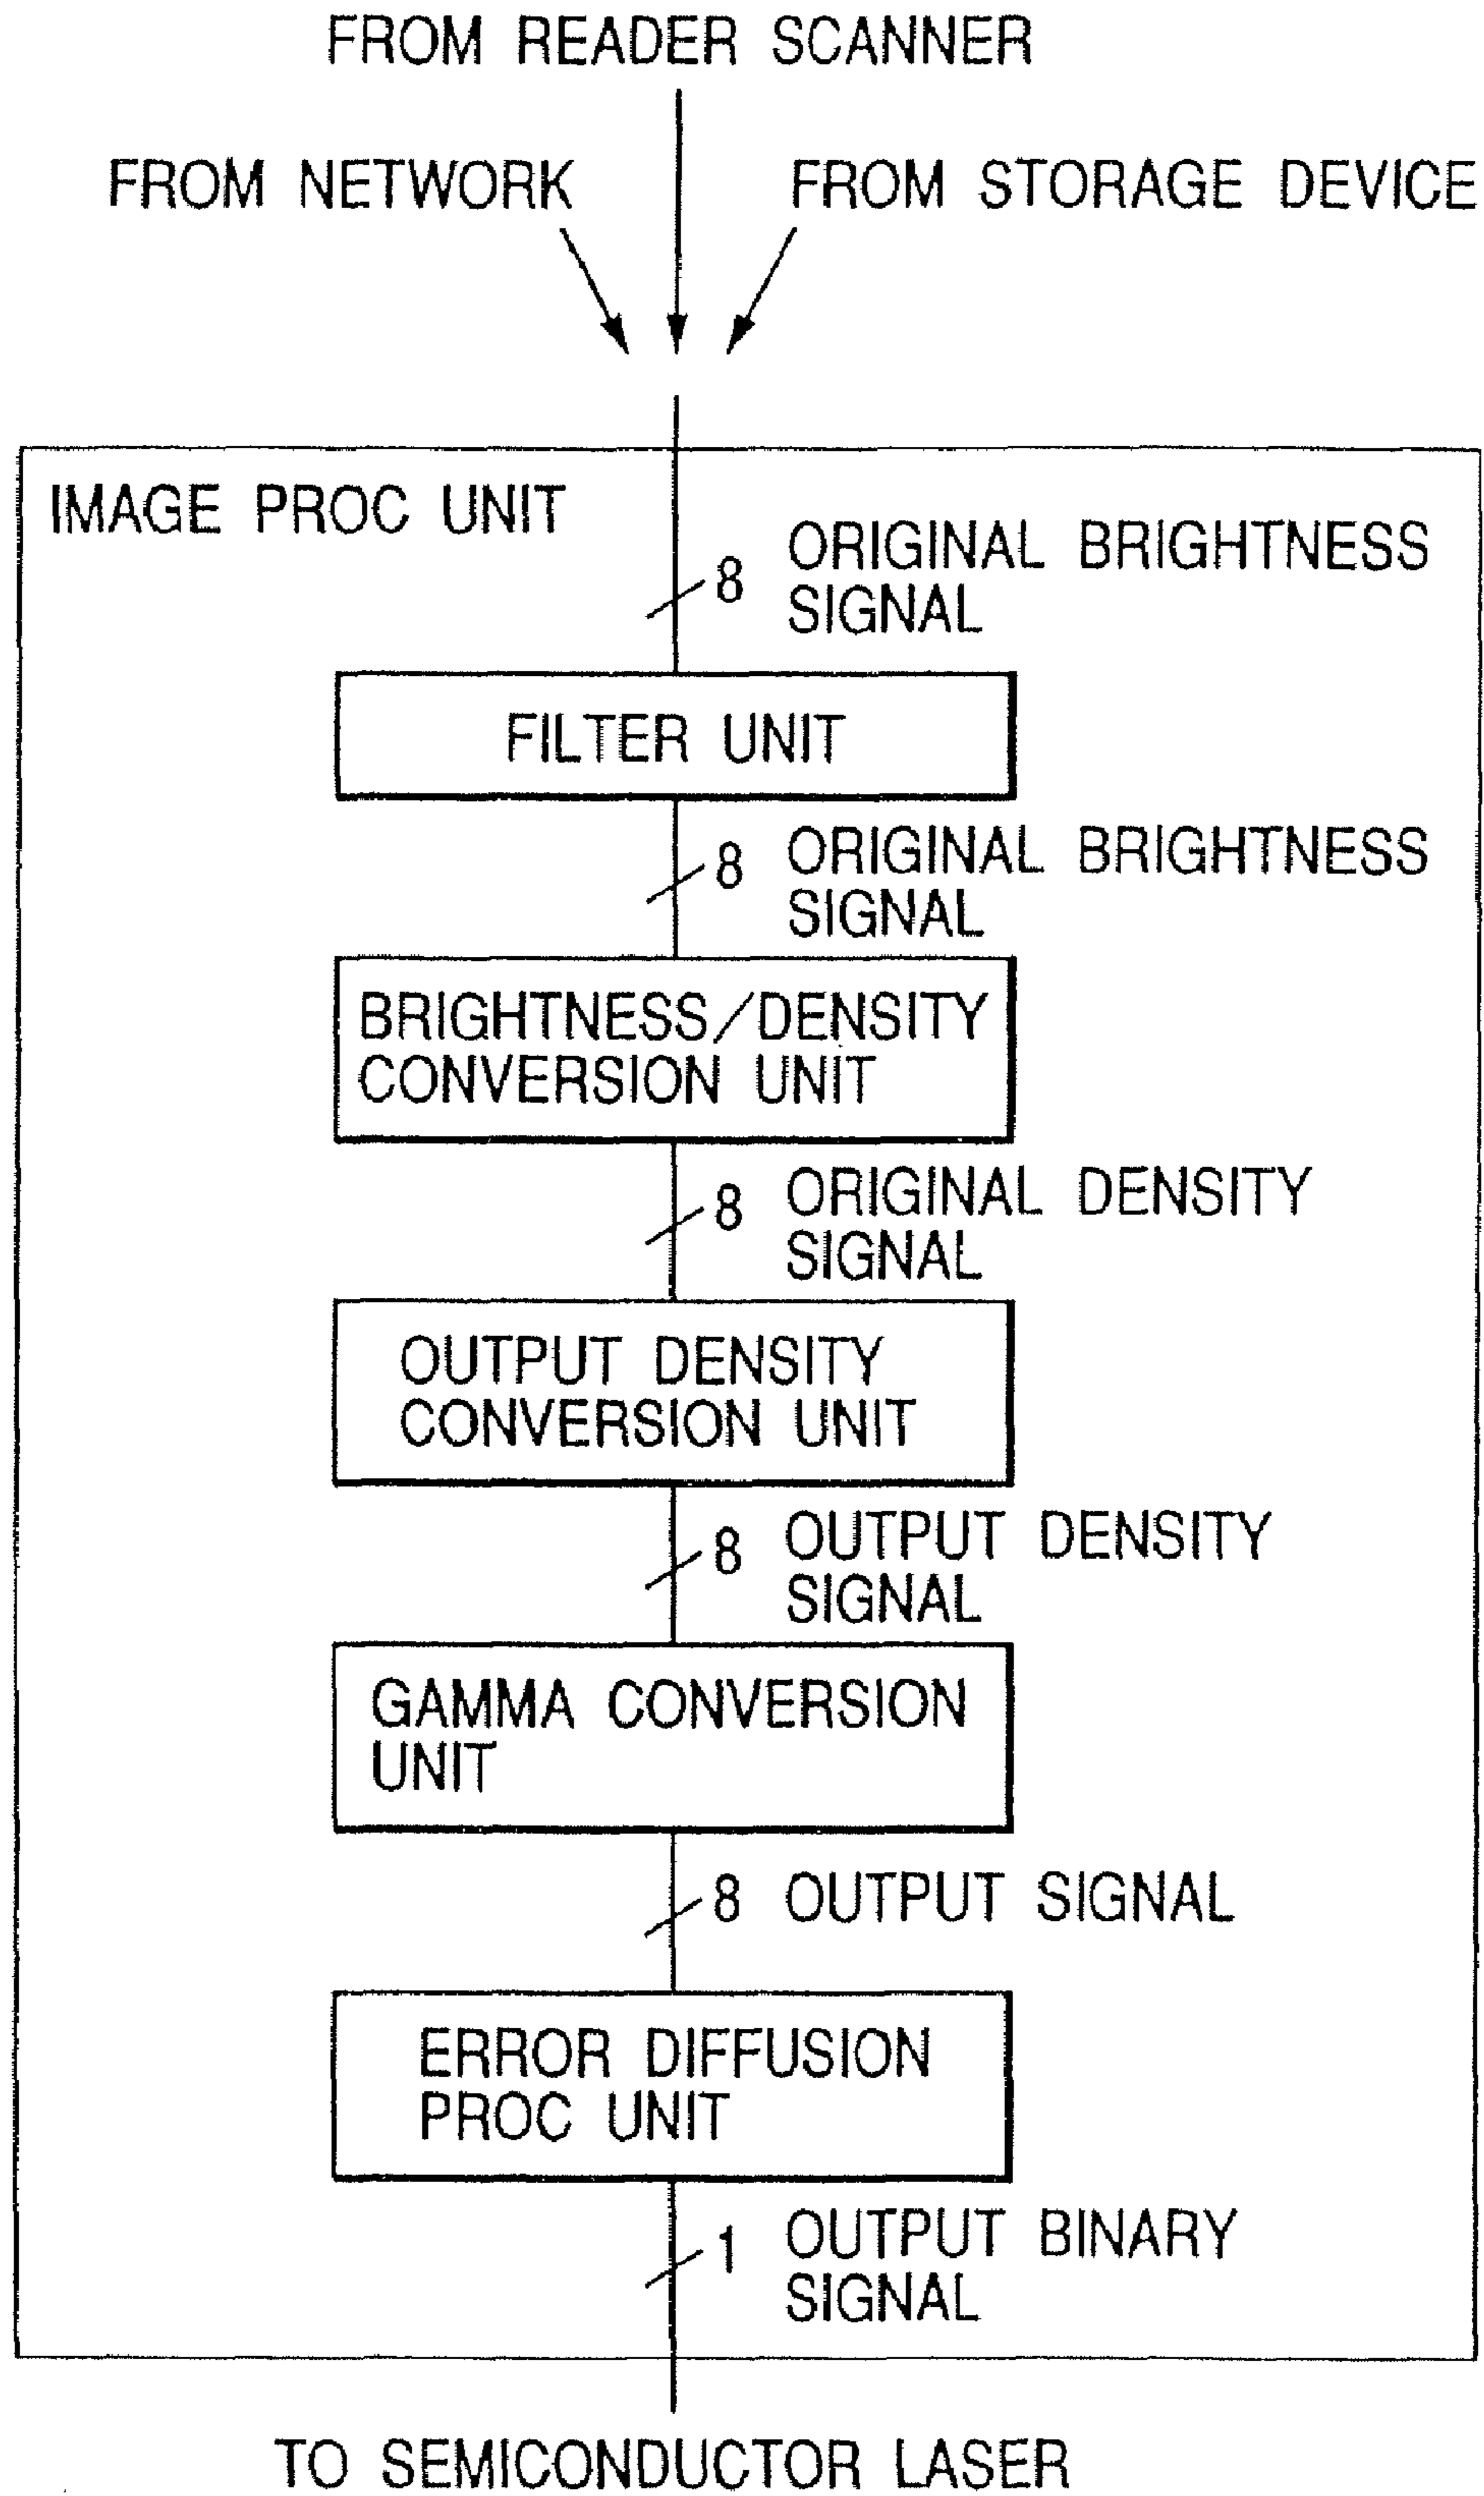 FROM READER SCANNER
FROM NETWORK
FROM STORAGE DEVICE
IMAGE PROC UNIT
8 ORIGINAL BRIGHTNESS
SIGNAL
FILTER UNIT
8 ORIGINAL BRIGHTNESS
SIGNAL
BRIGHTNESS/DENSITY
CONVERSION UNIT
8 ORIGINAL DENSITY
SIGNAL
OUTPUT DENSITY
CONVERSION UNIT
8 OUTPUT DENSITY
SIGNAL
GAMMA CONVERSION
UNIT
8 OUTPUT SIGNAL
ERROR DIFFUSION
PROC UNIT
1 OUTPUT BINARY
SIGNAL
TO SEMICONDUCTOR LASER